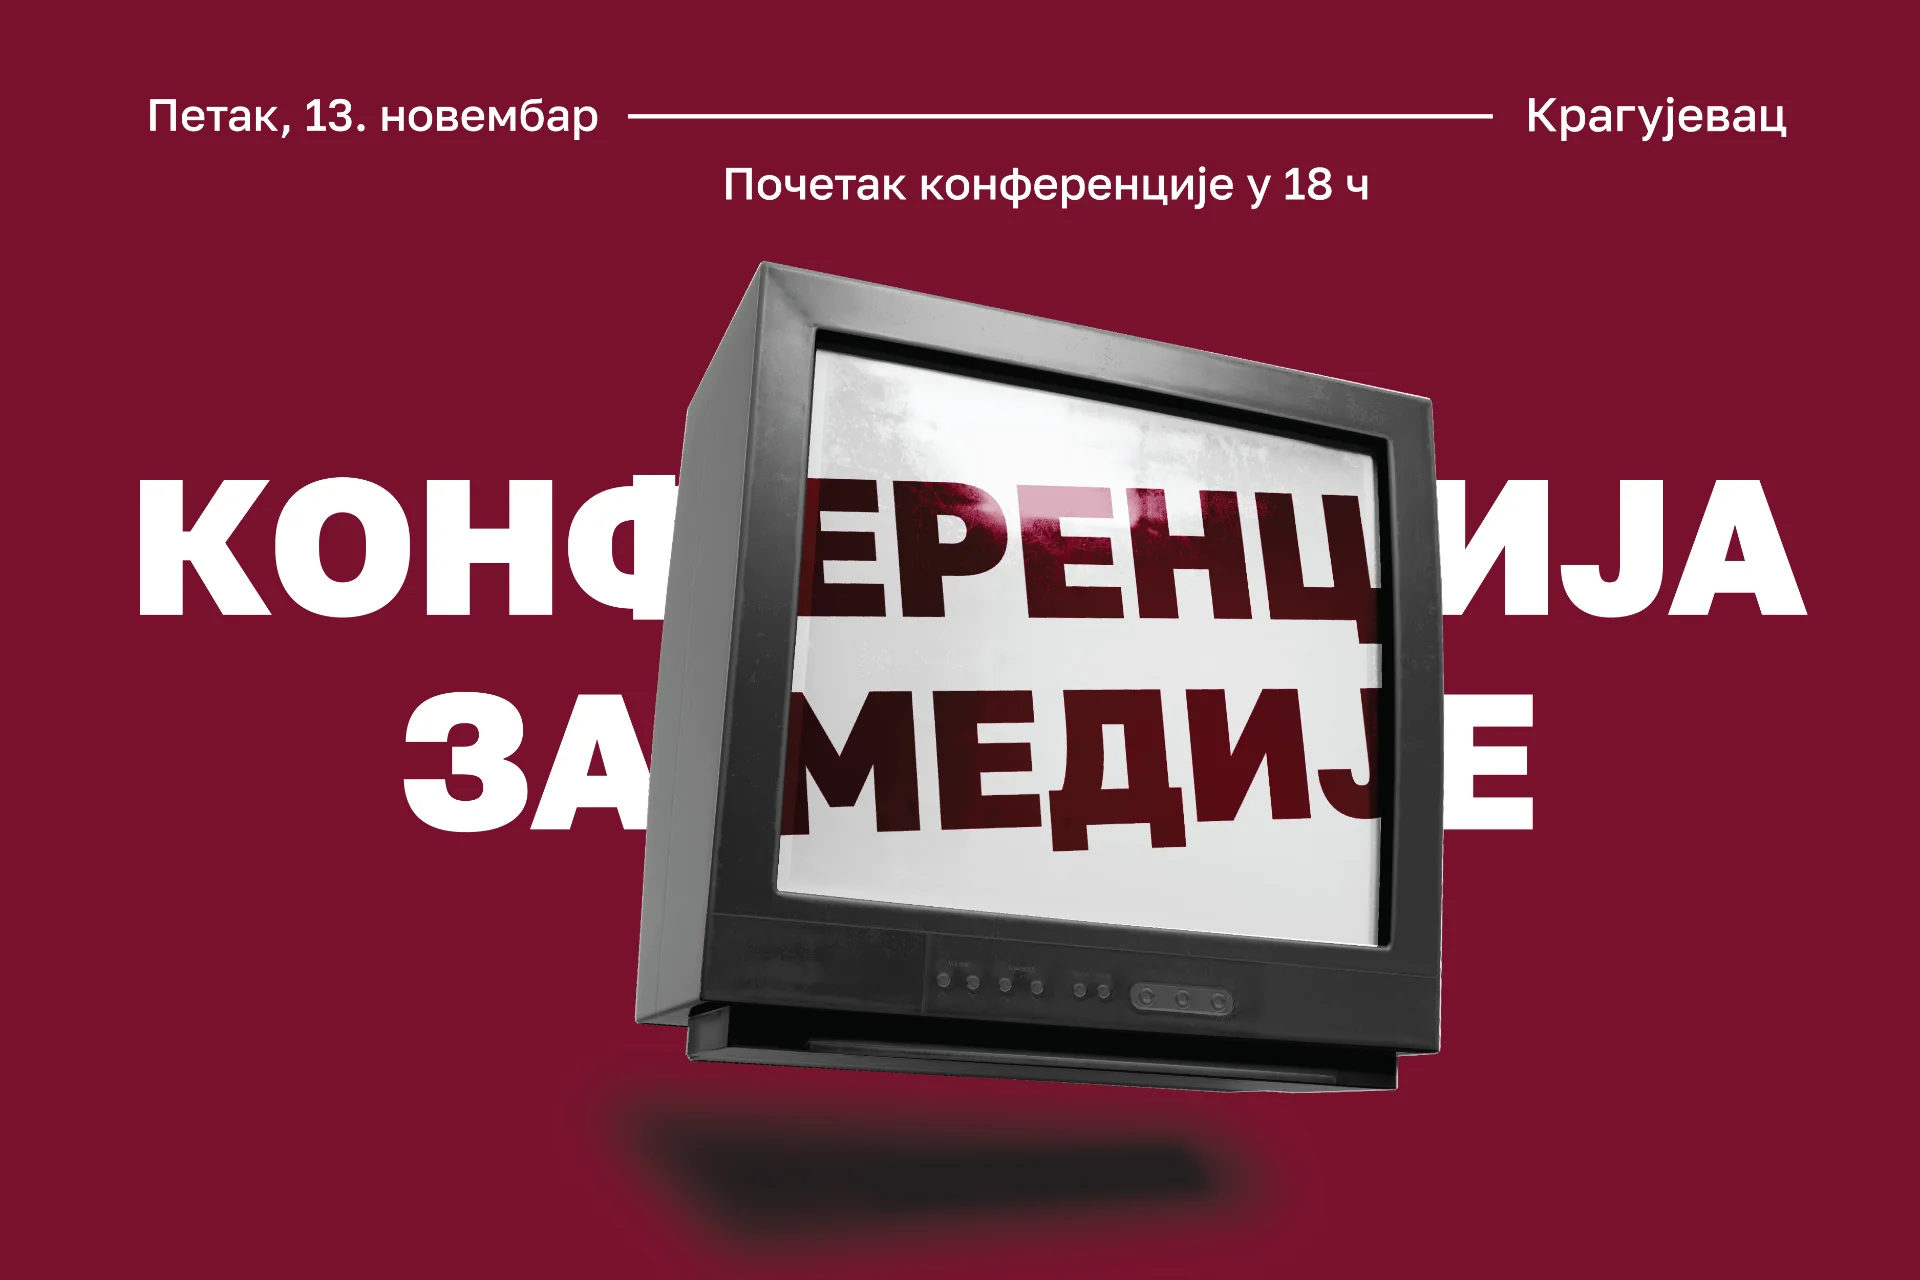 Петак, 13. новембар
Крагујевац
Почетак конференције у 18 ч
КОНФЕРЕНЦИЈА
ЗА МЕДИЈЕ